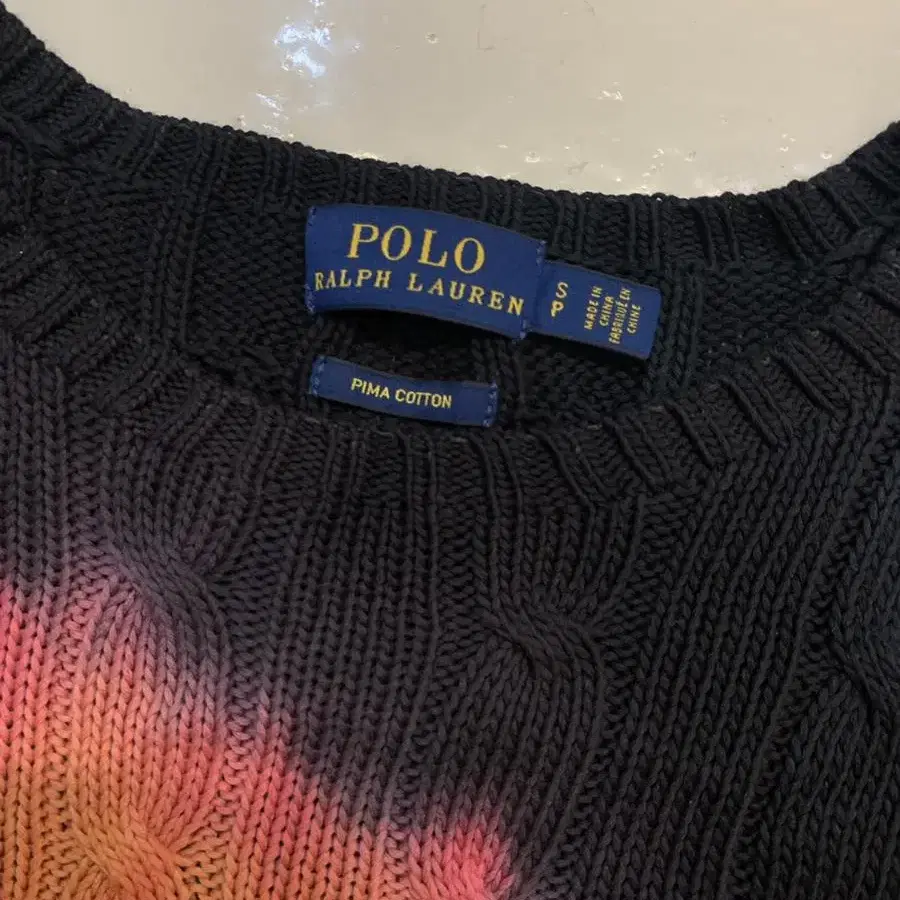 POLO
RALPH LAUREN
S
P
MADE IN
CHINA
FABRIQUÉ EN
CHINE
PIMA COTTON